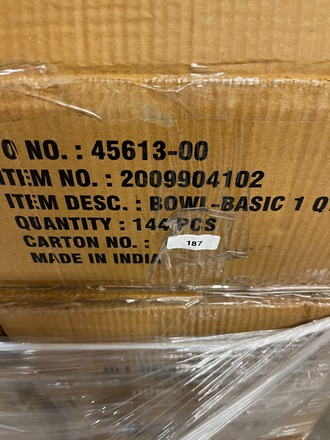 O NO. : 45613-00
ITEM NO. : 2009904102
ITEM DESC. : BOWL-BASIC 1 Q
QUANTITY : 144 PCS
CARTON NO. : 187
MADE IN INDIA